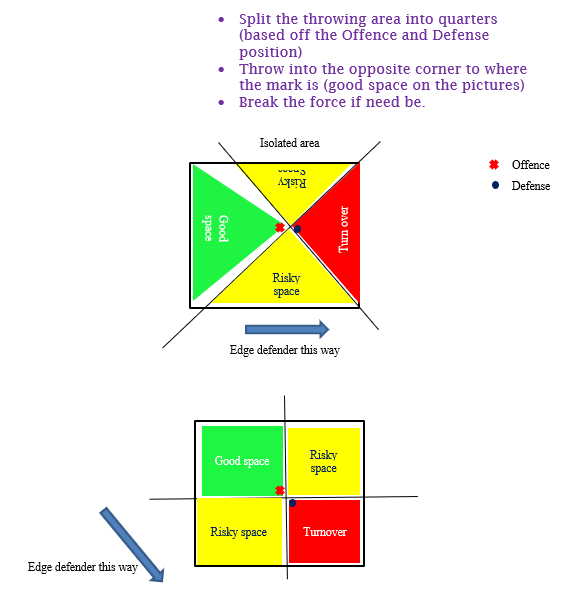 Split the throwing area into quarters
(based off the Offence and Defense
position)
Throw into the opposite corner to where
the mark is (good space on the pictures)
Break the force if need be.
Isolated area
Offence
Defense
Risky
Space
Good
space
Turn over
Risky
space
Edge defender this way
Good space
Risky
space
Risky space
Turnover
Edge defender this way